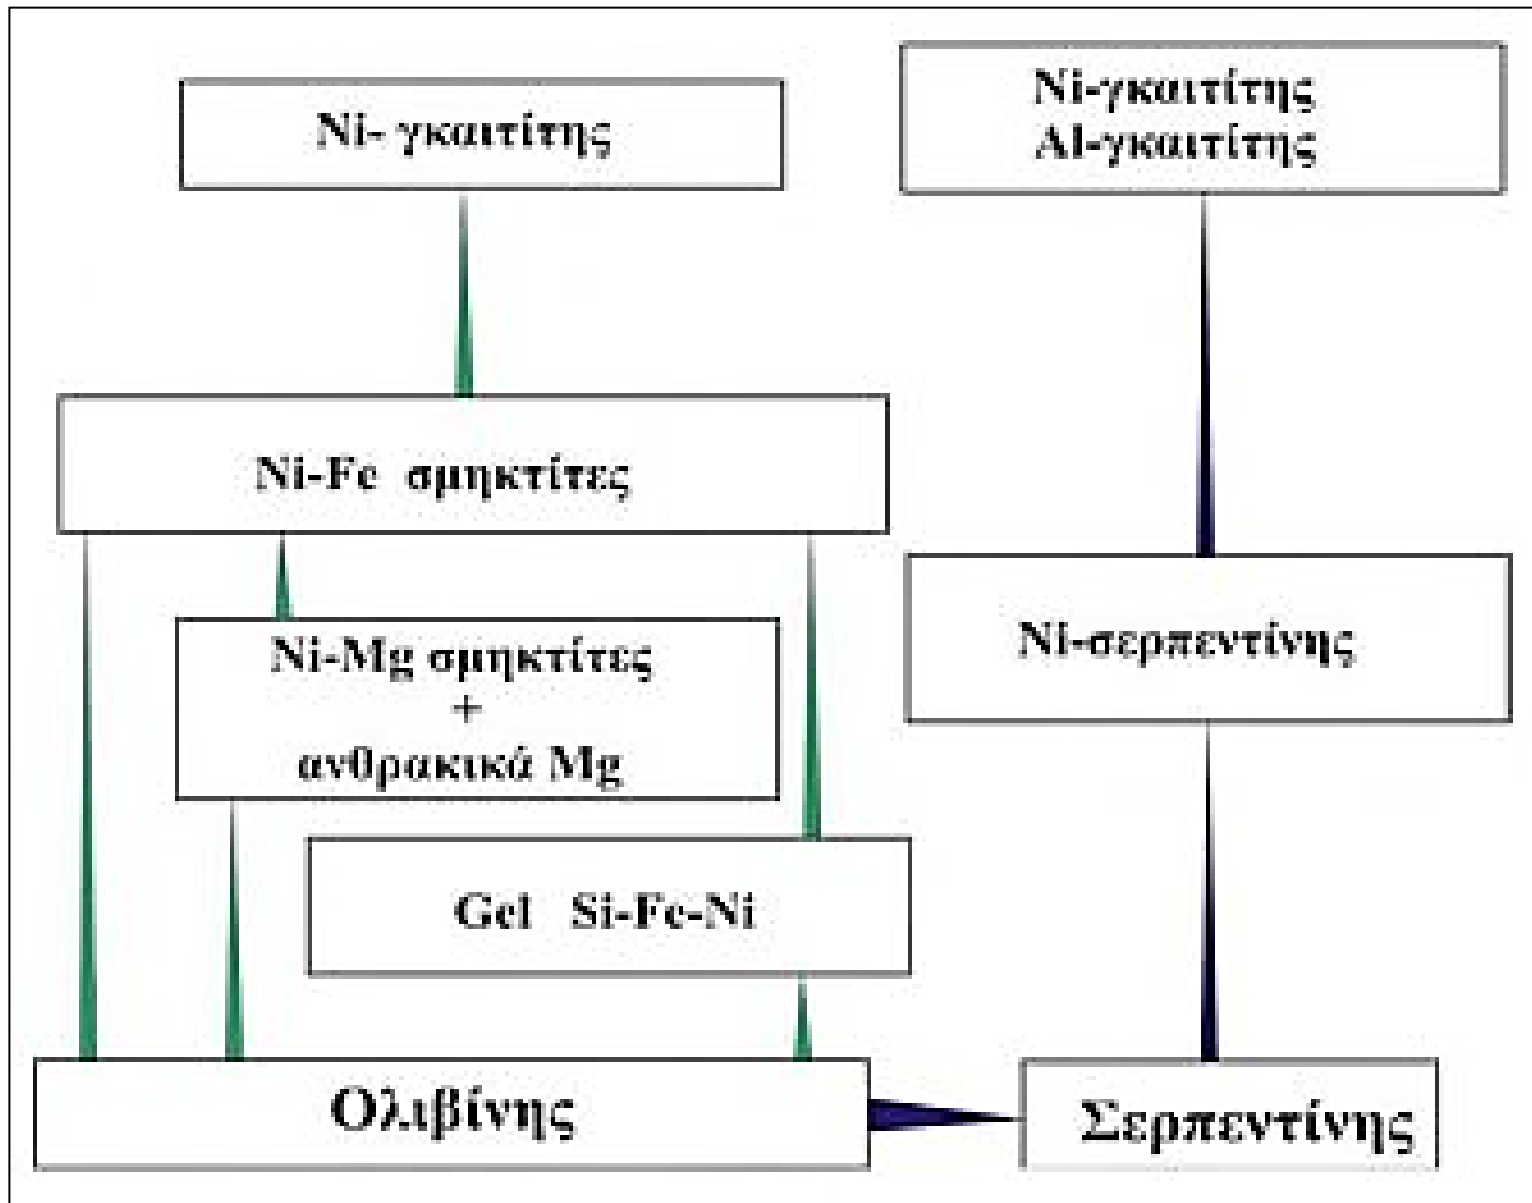 Ni- γκαιτίτης
Ni-γκαιτίτης
Al-γκαιτίτης
Ni-Fe σμηκτίτες
Ni-Mg σμηκτίτες
+
ανθρακικά Mg
Ni-σερπεντίνης
Gel Si-Fe-Ni
Ολιβίνης
Σερπεντίνης